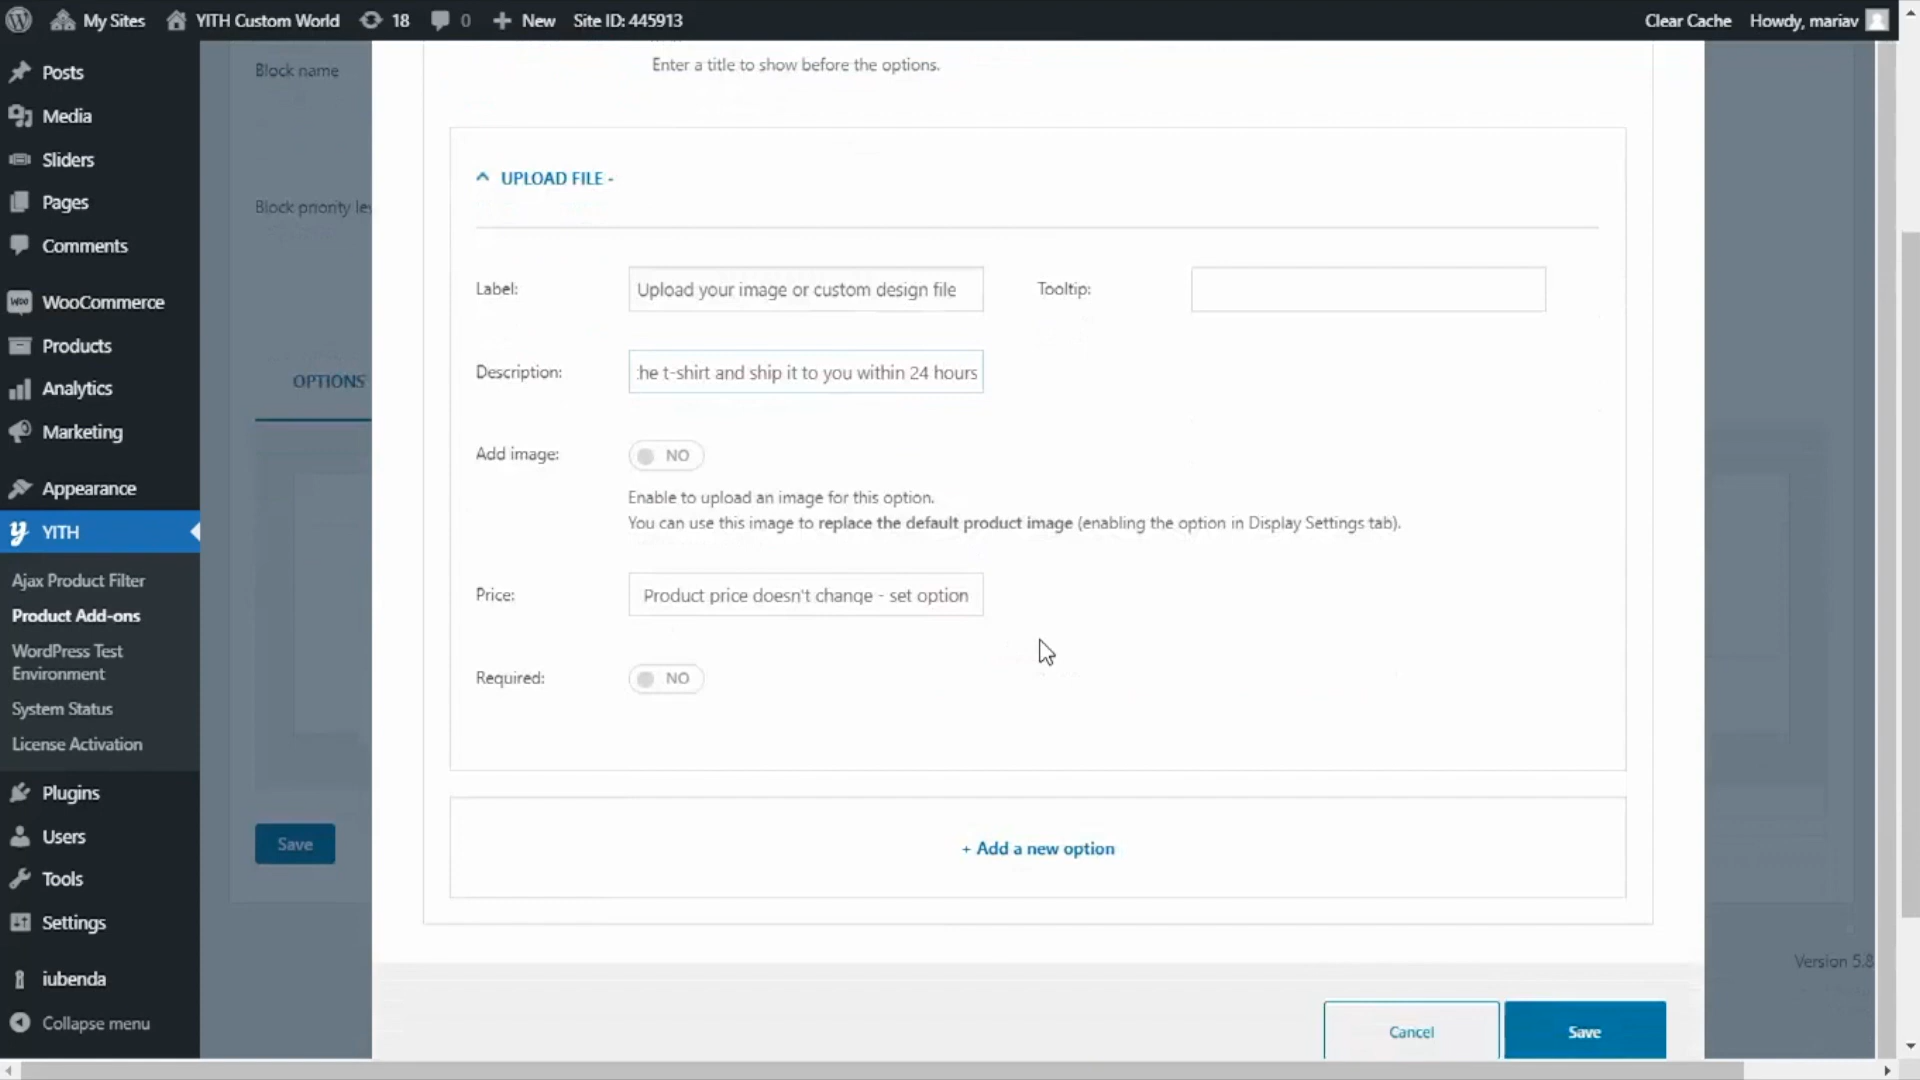 My Sites
YITH Custom World
18
0
New
Site ID: 445913
Clear Cache
Howdy, mariav
Posts
Media
Sliders
Pages
Comments
WooCommerce
Products
Analytics
Marketing
Appearance
YITH
Ajax Product Filter
Product Add-ons
WordPress Test
Environment
System Status
License Activation
Plugins
Users
Tools
Settings
iubenda
Collapse menu
Block name
Block priority le
OPTIONS
Save
Enter a title to show before the options.
UPLOAD FILE -
Label:
Upload your image or custom design file
Tooltip:
Description:
he t-shirt and ship it to you within 24 hours
Add image:
NO
Enable to upload an image for this option.
You can use this image to replace the default product image (enabling the option in Display Settings tab).
Price:
Product price doesn't change - set option
Required:
NO
+ Add a new option
Version 5.8
Cancel
Save